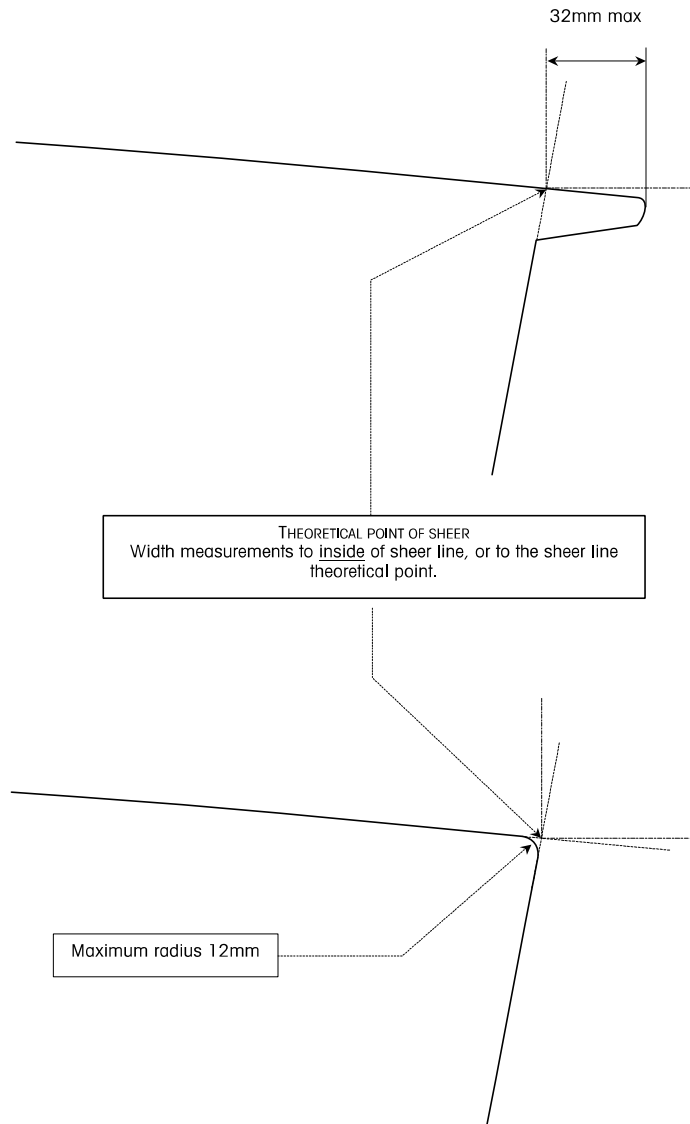 32mm max
THEORETICAL POINT OF SHEER
Width measurements to inside of sheer line, or to the sheer line
theoretical point.
Maximum radius 12mm